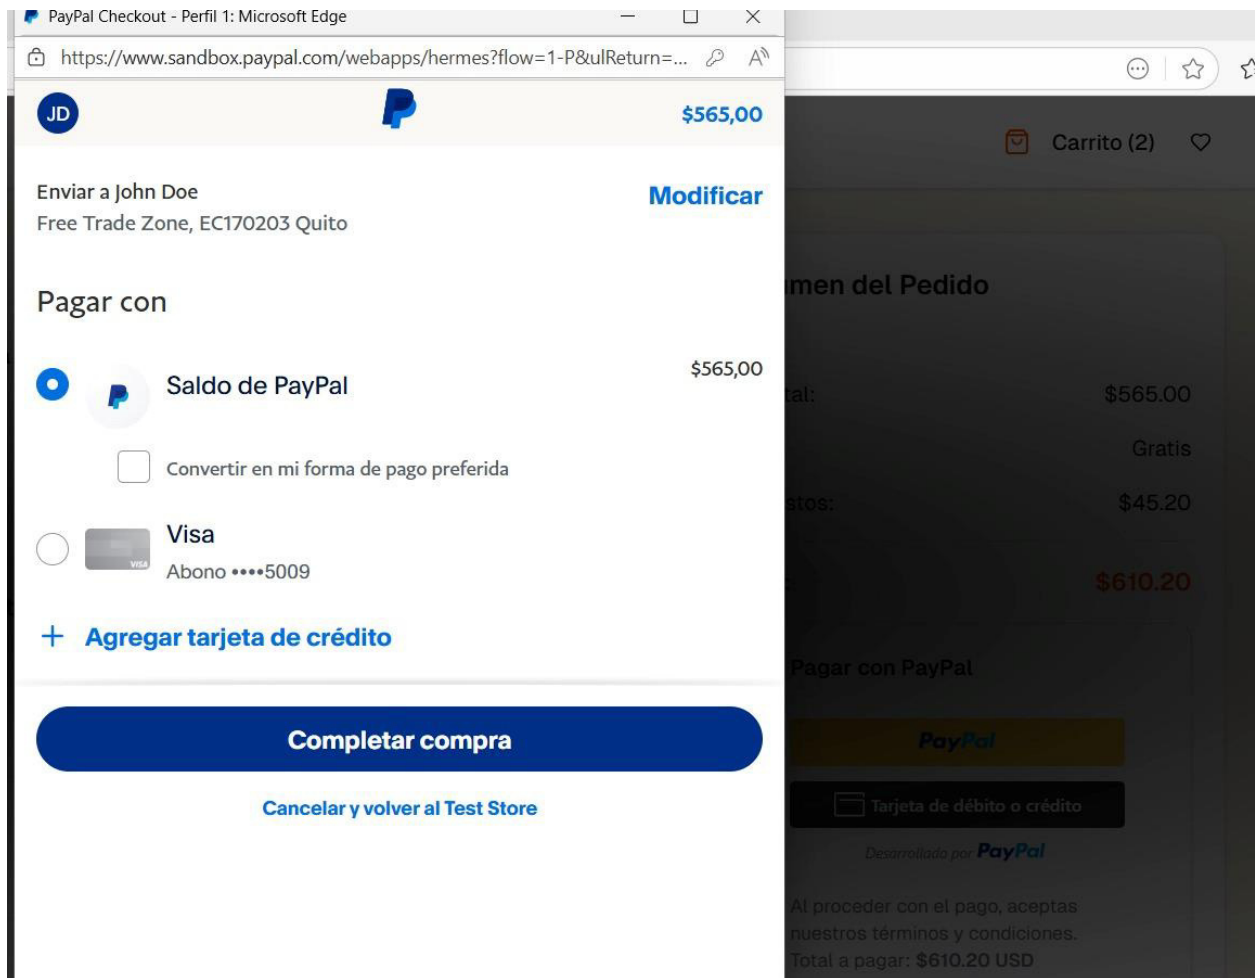 PayPal Checkout - Perfil 1: Microsoft Edge
https://www.sandbox.paypal.com/webapps/hermes?flow=1-P&ulReturn=...
JD
$565,00
Carrito (2)
Enviar a John Doe
Modificar
Free Trade Zone, EC170203 Quito
Pagar con
Saldo de PayPal
$565,00
Convertir en mi forma de pago preferida
Visa
VISA
Abono ••••5009
+ Agregar tarjeta de crédito
Completar compra
Cancelar y volver al Test Store
men del Pedido
tal:
$565.00
Gratis
stos:
$45.20
:
$610.20
Pagar con PayPal
PayPal
Tarjeta de débito o crédito
Desarrollado por PayPal
Al proceder con el pago, aceptas
nuestros términos y condiciones.
Total a pagar: $610.20 USD